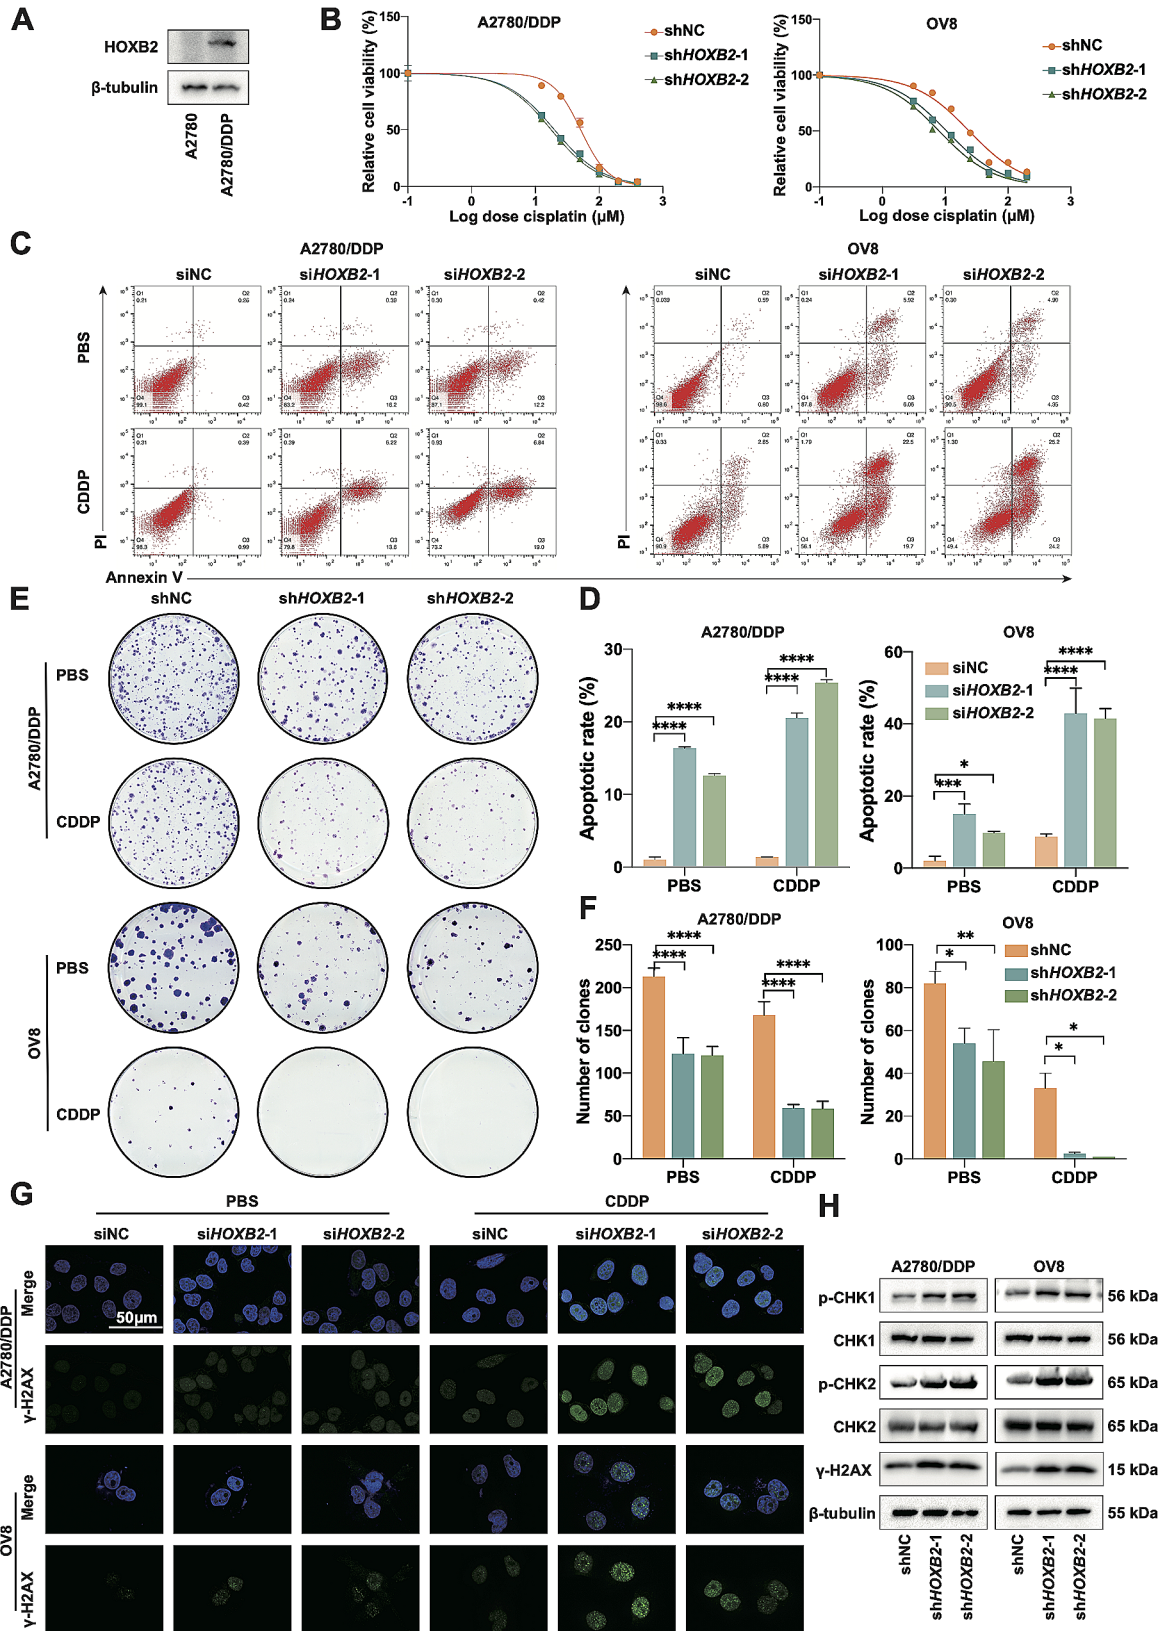 A
HOXB2
β-tubulin
A2780
A2780/DDP
B
A2780/DDP
Relative cell viability (%)
150
100
50
0
-1
0
1
2
3
Log dose cisplatin (μM)
shNC
shHOXB2-1
shHOXB2-2
OV8
Relative cell viability (%)
150
100
50
0
-1
0
1
2
3
Log dose cisplatin (μM)
shNC
shHOXB2-1
shHOXB2-2
C
A2780/DDP
OV8
siNC
siHOXB2-1
siHOXB2-2
siNC
siHOXB2-1
siHOXB2-2
PBS
CDDP
PI
PI
Annexin V
E
shNC
shHOXB2-1
shHOXB2-2
A2780/DDP
PBS
CDDP
OV8
PBS
CDDP
D
A2780/DDP
Apoptotic rate (%)
30
20
10
0
****
****
****
****
PBS
CDDP
OV8
Apoptotic rate (%)
60
40
20
0
siNC
siHOXB2-1
siHOXB2-2
***
*
****
****
PBS
CDDP
F
A2780/DDP
Number of clones
250
200
150
100
50
0
****
****
****
****
PBS
CDDP
OV8
Number of clones
100
80
60
40
20
0
**
*
*
*
shNC
shHOXB2-1
shHOXB2-2
PBS
CDDP
G
PBS
CDDP
siNC
siHOXB2-1
siHOXB2-2
siNC
siHOXB2-1
siHOXB2-2
A2780/DDP
Merge
50μm
γ-H2AX
OV8
Merge
γ-H2AX
H
A2780/DDP
OV8
p-CHK1
56 kDa
CHK1
56 kDa
p-CHK2
65 kDa
CHK2
65 kDa
γ-H2AX
15 kDa
β-tubulin
55 kDa
shNC
shHOXB2-1
shHOXB2-2
shNC
shHOXB2-1
shHOXB2-2